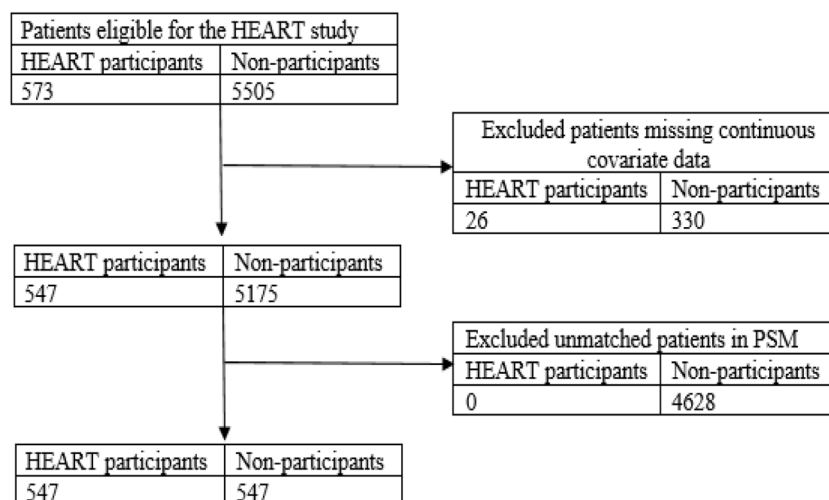 Patients eligible for the HEART study
HEART participants Non-participants
573 5505
Excluded patients missing continuous
covariate data
HEART participants Non-participants
26 330
HEART participants Non-participants
547 5175
Excluded unmatched patients in PSM
HEART participants Non-participants
0 4628
HEART participants Non-participants
547 547